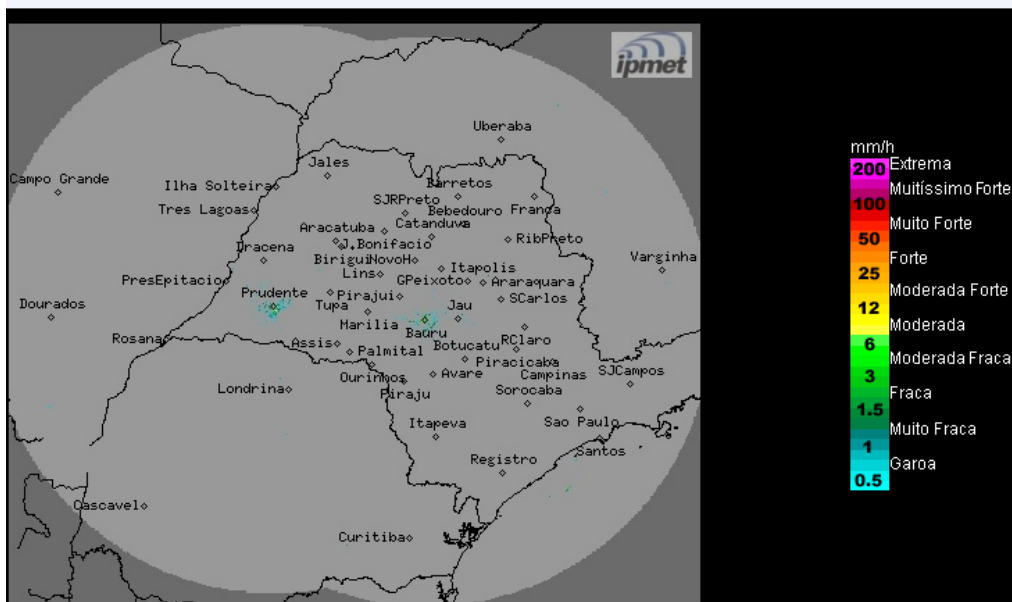 ipmet
Uberaba
Jales
Campo Grande
Ilha Solteira
Barretos
SJRPreto
Tres Lagoas
Bebedouro
Franca
Aracatuba
Catanduva
Dracena
J.Bonifacio
RibPreto
Birigui
NovoH
Varginha
Lins
Itapolis
PresEpitacio
GPeixoto
Araraquara
Prudente
Tupa
Pirajui
SCarlos
Dourados
Marilia
Jau
Bauru
Rosana
Assis
Palmital
Botucatu
RClaro
Piracicaba
Ourinhos
Avare
Campinas
SJCampos
Londrina
Piraju
Sorocaba
Itapeva
Sao Paulo
Santos
Registro
Cascavel
Curitiba
mm/h
200 Extrema
Muitíssimo Forte
100
Muito Forte
50
Forte
25
Moderada Forte
12
Moderada
6
Moderada Fraca
3
Fraca
1.5
Muito Fraca
1
Garoa
0.5